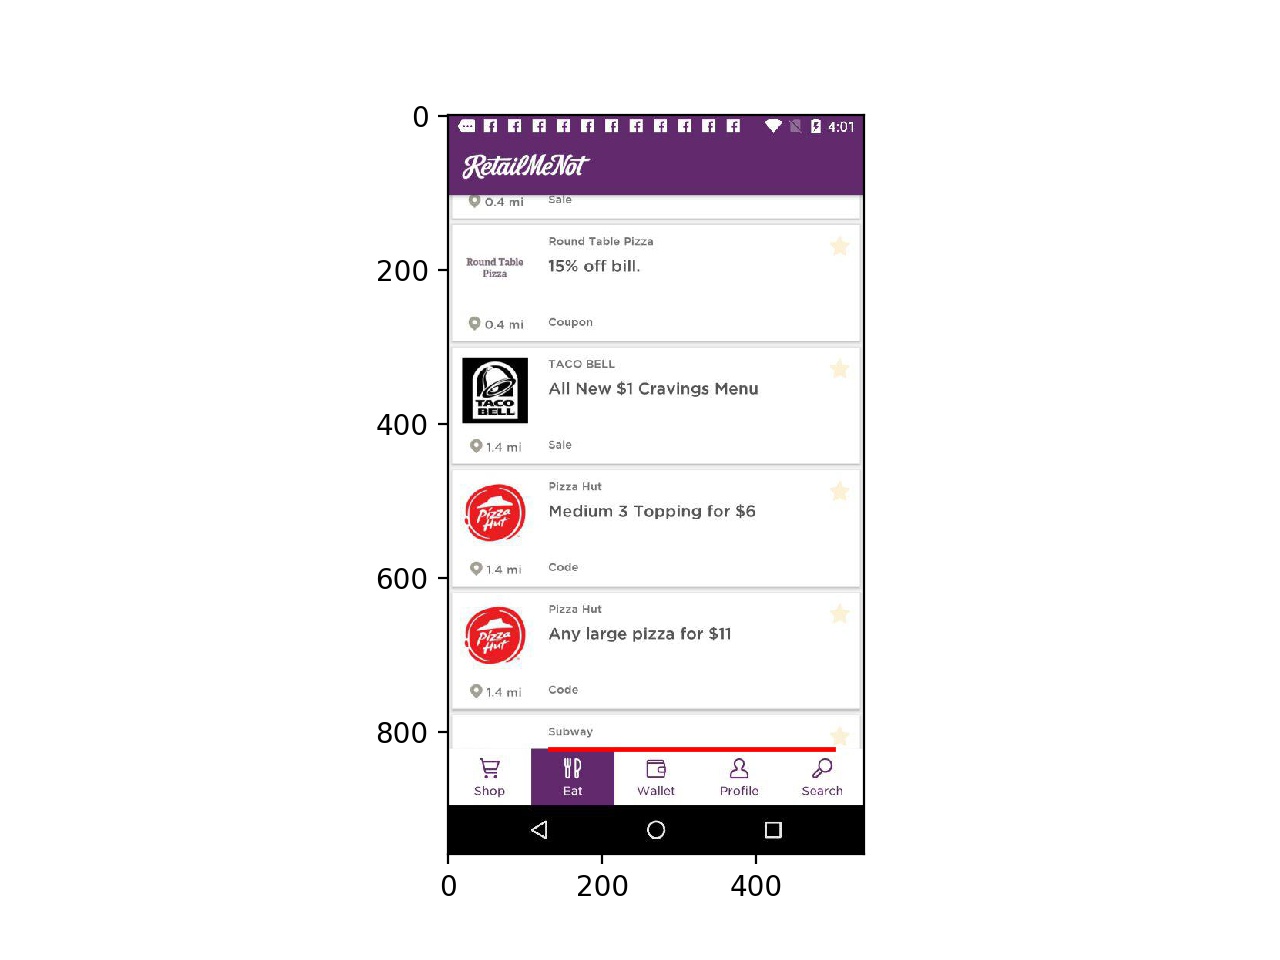 0
4:01
RetailMeNot
0.4 mi
Sale
Round Table Pizza
Round Table
Pizza
15% off bill.
0.4 mi
Coupon
TACO BELL
All New $1 Cravings Menu
TACO
BELL
1.4 mi
Sale
Pizza Hut
Medium 3 Topping for $6
Pizza
Hut
1.4 mi
Code
Pizza Hut
Any large pizza for $11
Pizza
Hut
1.4 mi
Code
Subway
Shop
Eat
Wallet
Profile
Search
200
400
600
800
0
200
400